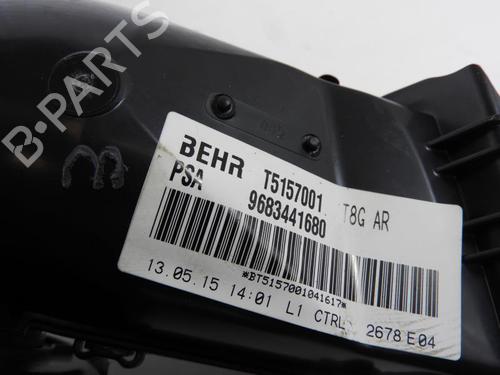 B-PARTS
BEHR T5157001 T8G AR
PSA 9683441680
*BT5157001041617*
13.05.15 14:01 L1 CTRL 2678 E04